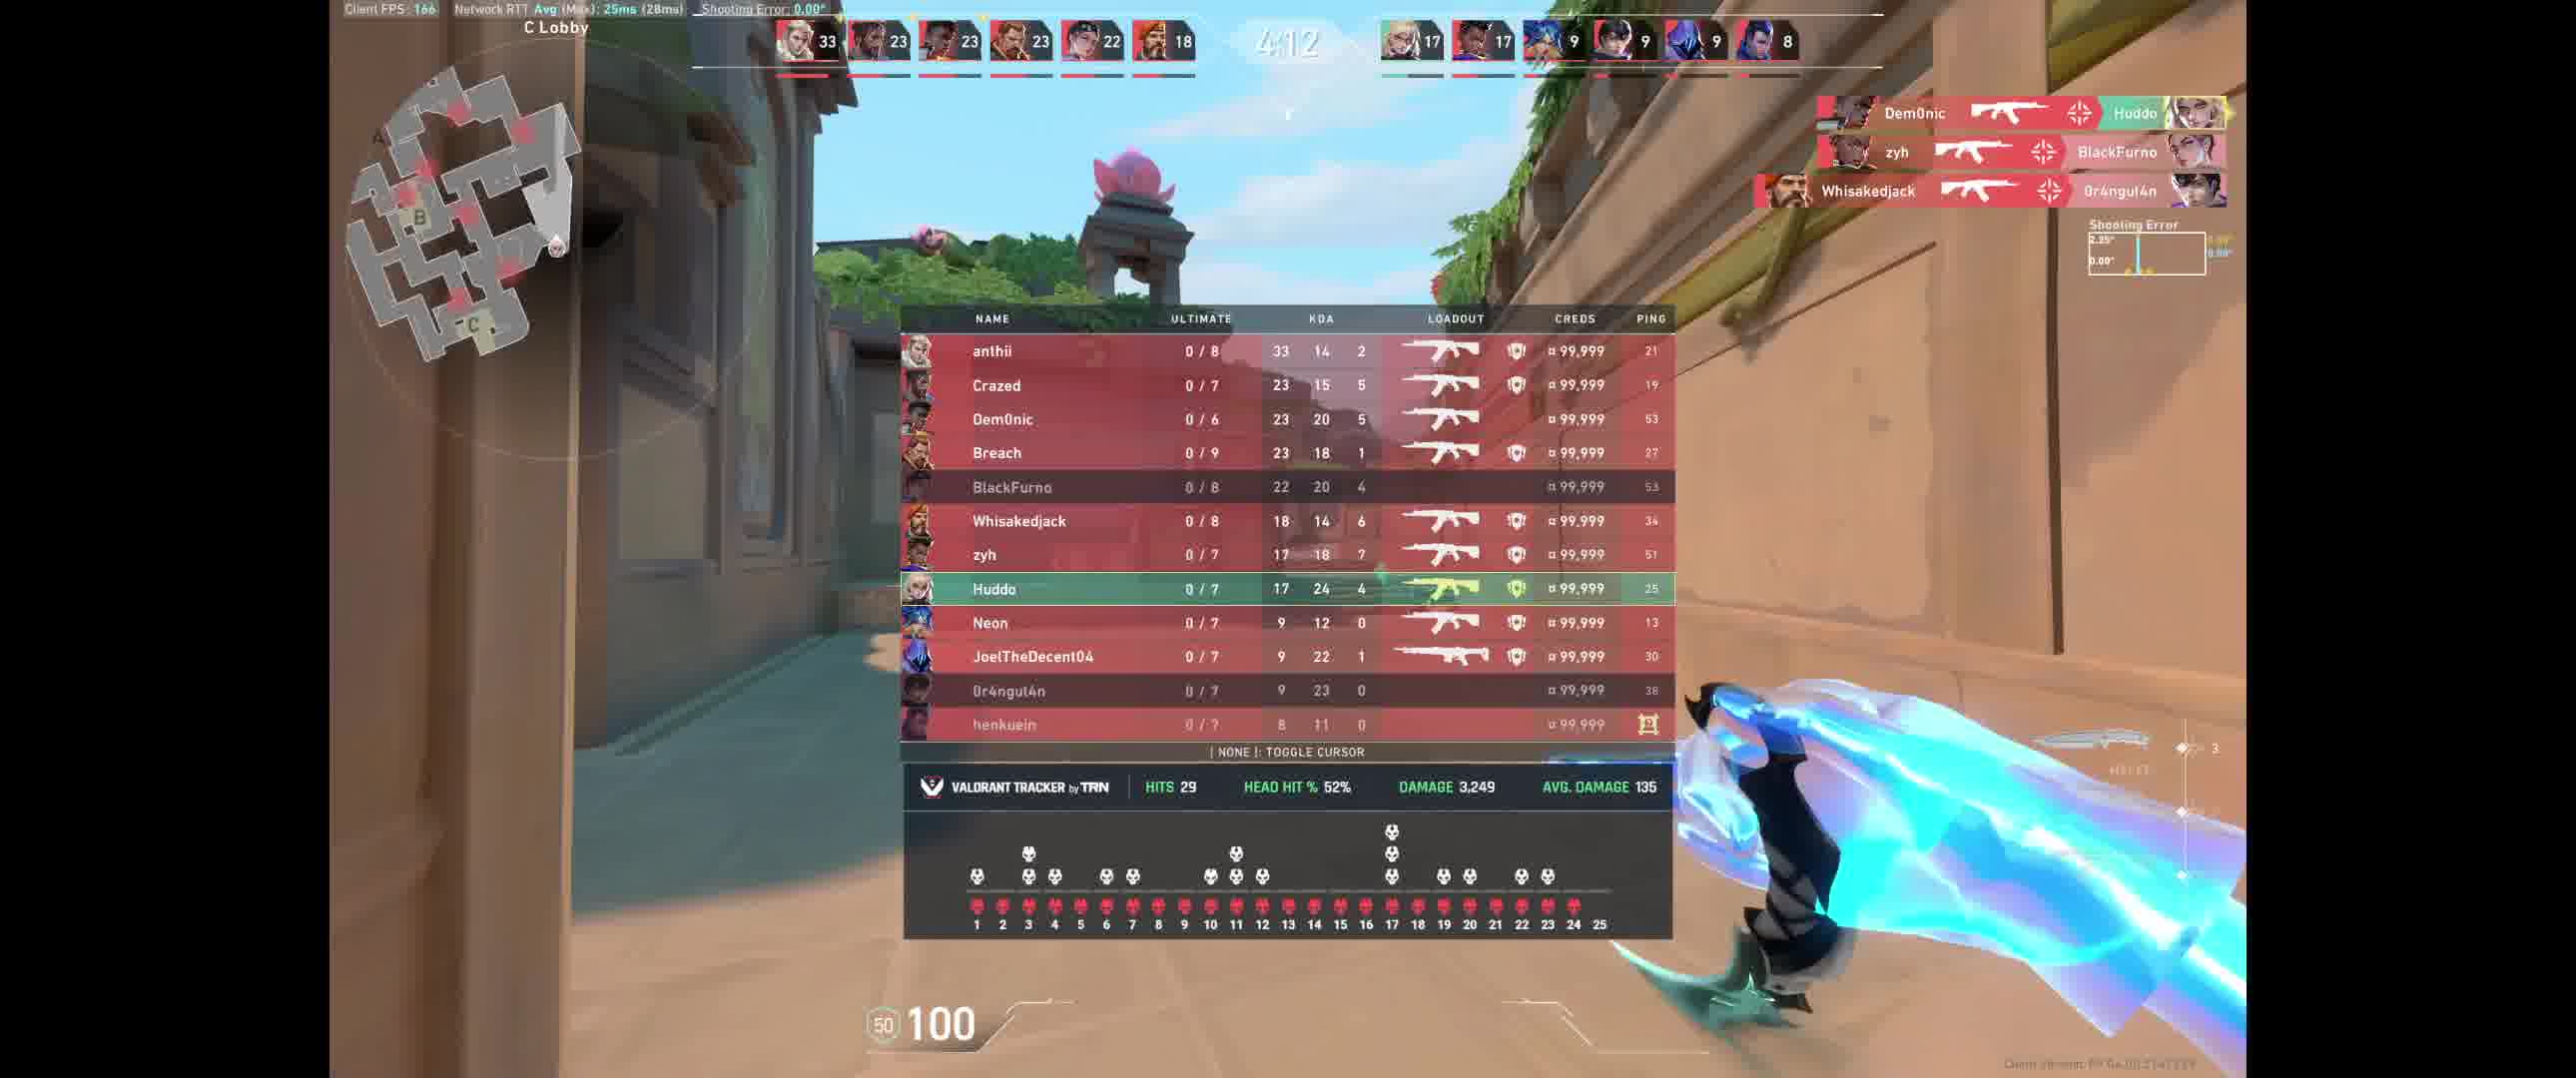 Client FPS: 166 Network RTT Avg (Max): 25ms (28ms) Shooting Error: 0.00°
C Lobby
33 23 23 23 22 18 4:12 17 17 9 9 9 8
Dem0nic Huddo
zyh BlackFurno
Whisakedjack 0r4ngul4n
Shooting Error
2.25°
0.00°
A
B
C
NAME ULTIMATE KDA LOADOUT CREDS PING
anthii 0 / 8 33 14 2 ¤ 99,999 21
Crazed 0 / 7 23 15 5 ¤ 99,999 19
Dem0nic 0 / 6 23 20 5 ¤ 99,999 53
Breach 0 / 9 23 18 1 ¤ 99,999 27
BlackFurno 0 / 8 22 20 4 ¤ 99,999 53
Whisakedjack 0 / 8 18 14 6 ¤ 99,999 34
zyh 0 / 7 17 18 7 ¤ 99,999 51
Huddo 0 / 7 17 24 4 ¤ 99,999 25
Neon 0 / 7 9 12 0 ¤ 99,999 13
JoelTheDecent04 0 / 7 9 22 1 ¤ 99,999 30
0r4ngul4n 0 / 7 9 23 0 ¤ 99,999 38
henkuein 0 / 7 8 11 0 ¤ 99,999
[ NONE ]: TOGGLE CURSOR
VALORANT TRACKER by TRN HITS 29 HEAD HIT % 52% DAMAGE 3,249 AVG. DAMAGE 135
1 2 3 4 5 6 7 8 9 10 11 12 13 14 15 16 17 18 19 20 21 22 23 24 25
3
MELEE
50 100